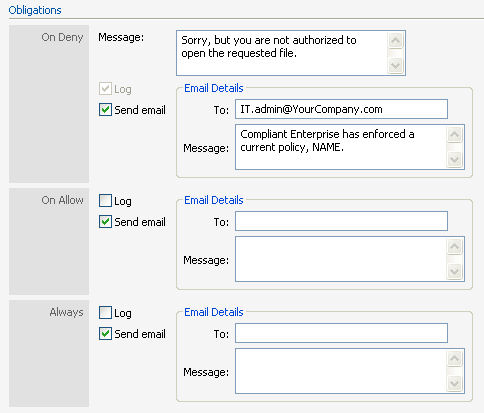 Obligations
On Deny
Message:
Sorry, but you are not authorized to
open the requested file.
Log
Send email
Email Details
To:
IT.admin@YourCompany.com
Message:
Compliant Enterprise has enforced a
current policy, NAME.
On Allow
Log
Send email
Email Details
To:
Message:
Always
Log
Send email
Email Details
To:
Message: